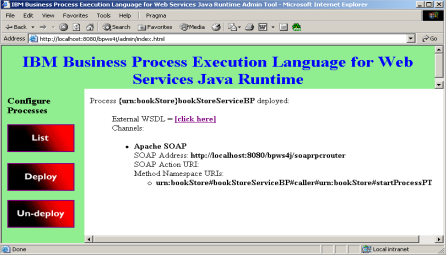 IBM Business Process Execution Language for Web Services Java Runtime Admin Tool - Microsoft Internet Explorer
File Edit View Favorites Tools Help Pragma
Back Search Favorites Media
Address http://localhost:8080/bpws4j/admin/index.html Go
IBM Business Process Execution Language for Web
Services Java Runtime
Configure
Processes
List
Deploy
Un-deploy
Process {urn:bookStore}bookStoreServiceBP deployed:
External WSDL = [click here]
Channels:
Apache SOAP
SOAP Address: http://localhost:8080/bpws4j/soaprpcrouter
SOAP Action URI:
Method Namespace URIs:
urn:bookStore#bookStoreServiceBP#caller#urn:bookStore#startProcessPT
Done Local intranet